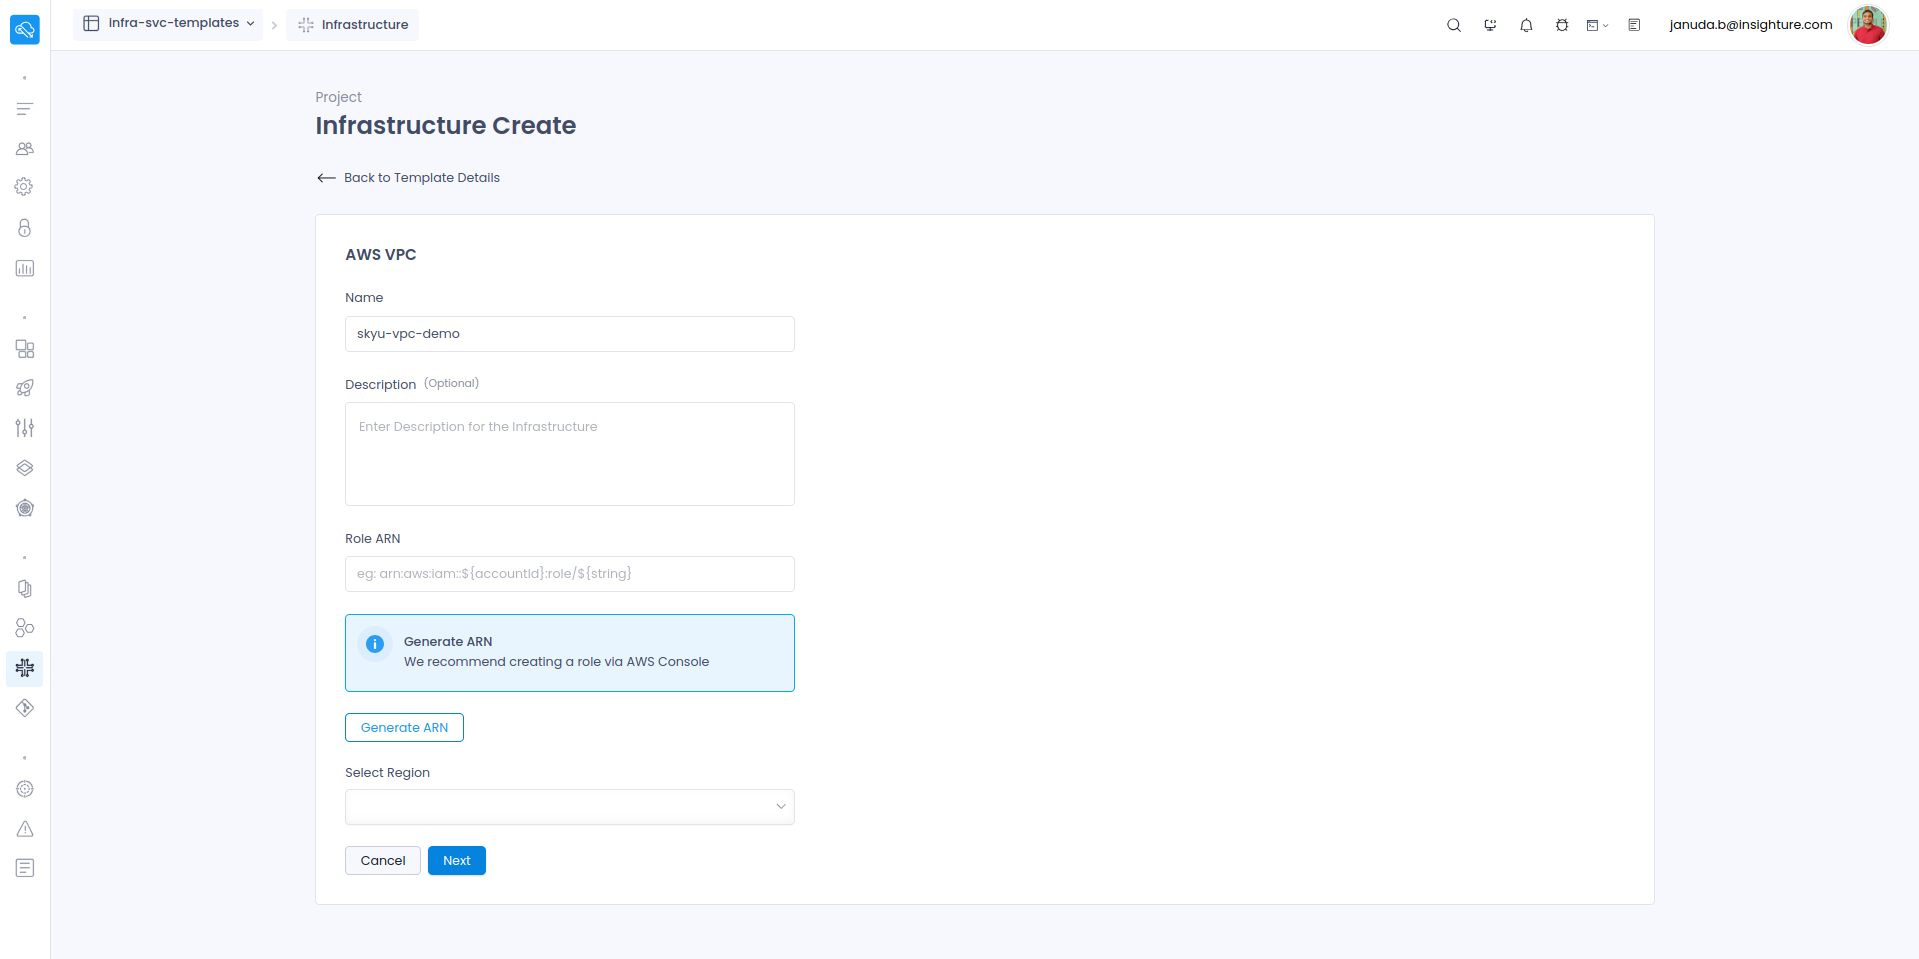 infra-svc-templates
Infrastructure
januda.b@insighture.com
Project
Infrastructure Create
Back to Template Details
AWS VPC
Name
skyu-vpc-demo
Description (Optional)
Enter Description for the Infrastructure
Role ARN
eg: arn:aws:iam::${accountId}:role/${string}
Generate ARN
We recommend creating a role via AWS Console
Generate ARN
Select Region
Cancel Next